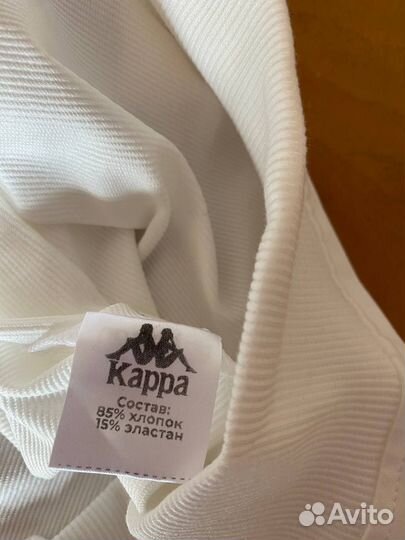 Kappa
Состав:
85% хлопок
15% эластан
Avito